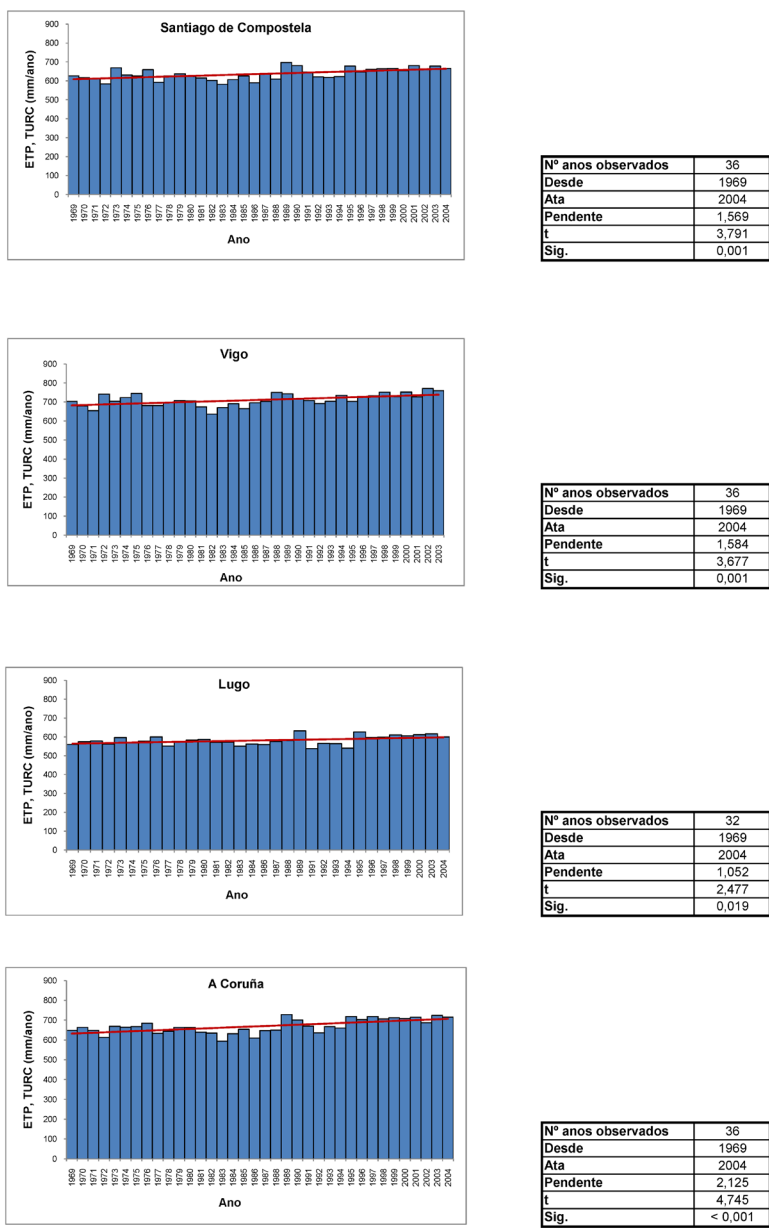 Santiago de Compostela
ETP, TURC (mm/ano)
900
800
700
600
500
400
300
200
100
0
1969 1970 1971 1972 1973 1974 1975 1976 1977 1978 1979 1980 1981 1982 1983 1984 1985 1986 1987 1988 1989 1990 1991 1992 1993 1994 1995 1996 1997 1998 1999 2000 2001 2002 2003 2004
Ano
Nº anos observados 36
Desde 1969
Ata 2004
Pendente 1,569
t 3,791
Sig. 0,001
Vigo
ETP, TURC (mm/ano)
900
800
700
600
500
400
300
200
100
0
1969 1970 1971 1972 1973 1974 1975 1976 1977 1978 1979 1980 1981 1982 1983 1984 1985 1986 1987 1988 1989 1990 1991 1992 1993 1994 1995 1996 1997 1998 1999 2000 2001 2002 2003
Ano
Nº anos observados 36
Desde 1969
Ata 2004
Pendente 1,584
t 3,677
Sig. 0,001
Lugo
ETP, TURC (mm/ano)
900
800
700
600
500
400
300
200
100
0
1969 1970 1971 1973 1974 1975 1976 1977 1978 1979 1980 1981 1982 1983 1984 1986 1987 1988 1989 1991 1992 1993 1994 1995 1996 1997 1998 1999 2000 2002 2003 2004
Ano
Nº anos observados 32
Desde 1969
Ata 2004
Pendente 1,052
t 2,477
Sig. 0,019
A Coruña
ETP, TURC (mm/ano)
900
800
700
600
500
400
300
200
100
0
1969 1970 1971 1972 1973 1974 1975 1976 1977 1978 1979 1980 1981 1982 1983 1984 1985 1986 1987 1988 1989 1990 1991 1992 1993 1994 1995 1996 1997 1998 1999 2000 2001 2002 2003 2004
Ano
Nº anos observados 36
Desde 1969
Ata 2004
Pendente 2,125
t 4,745
Sig. < 0,001